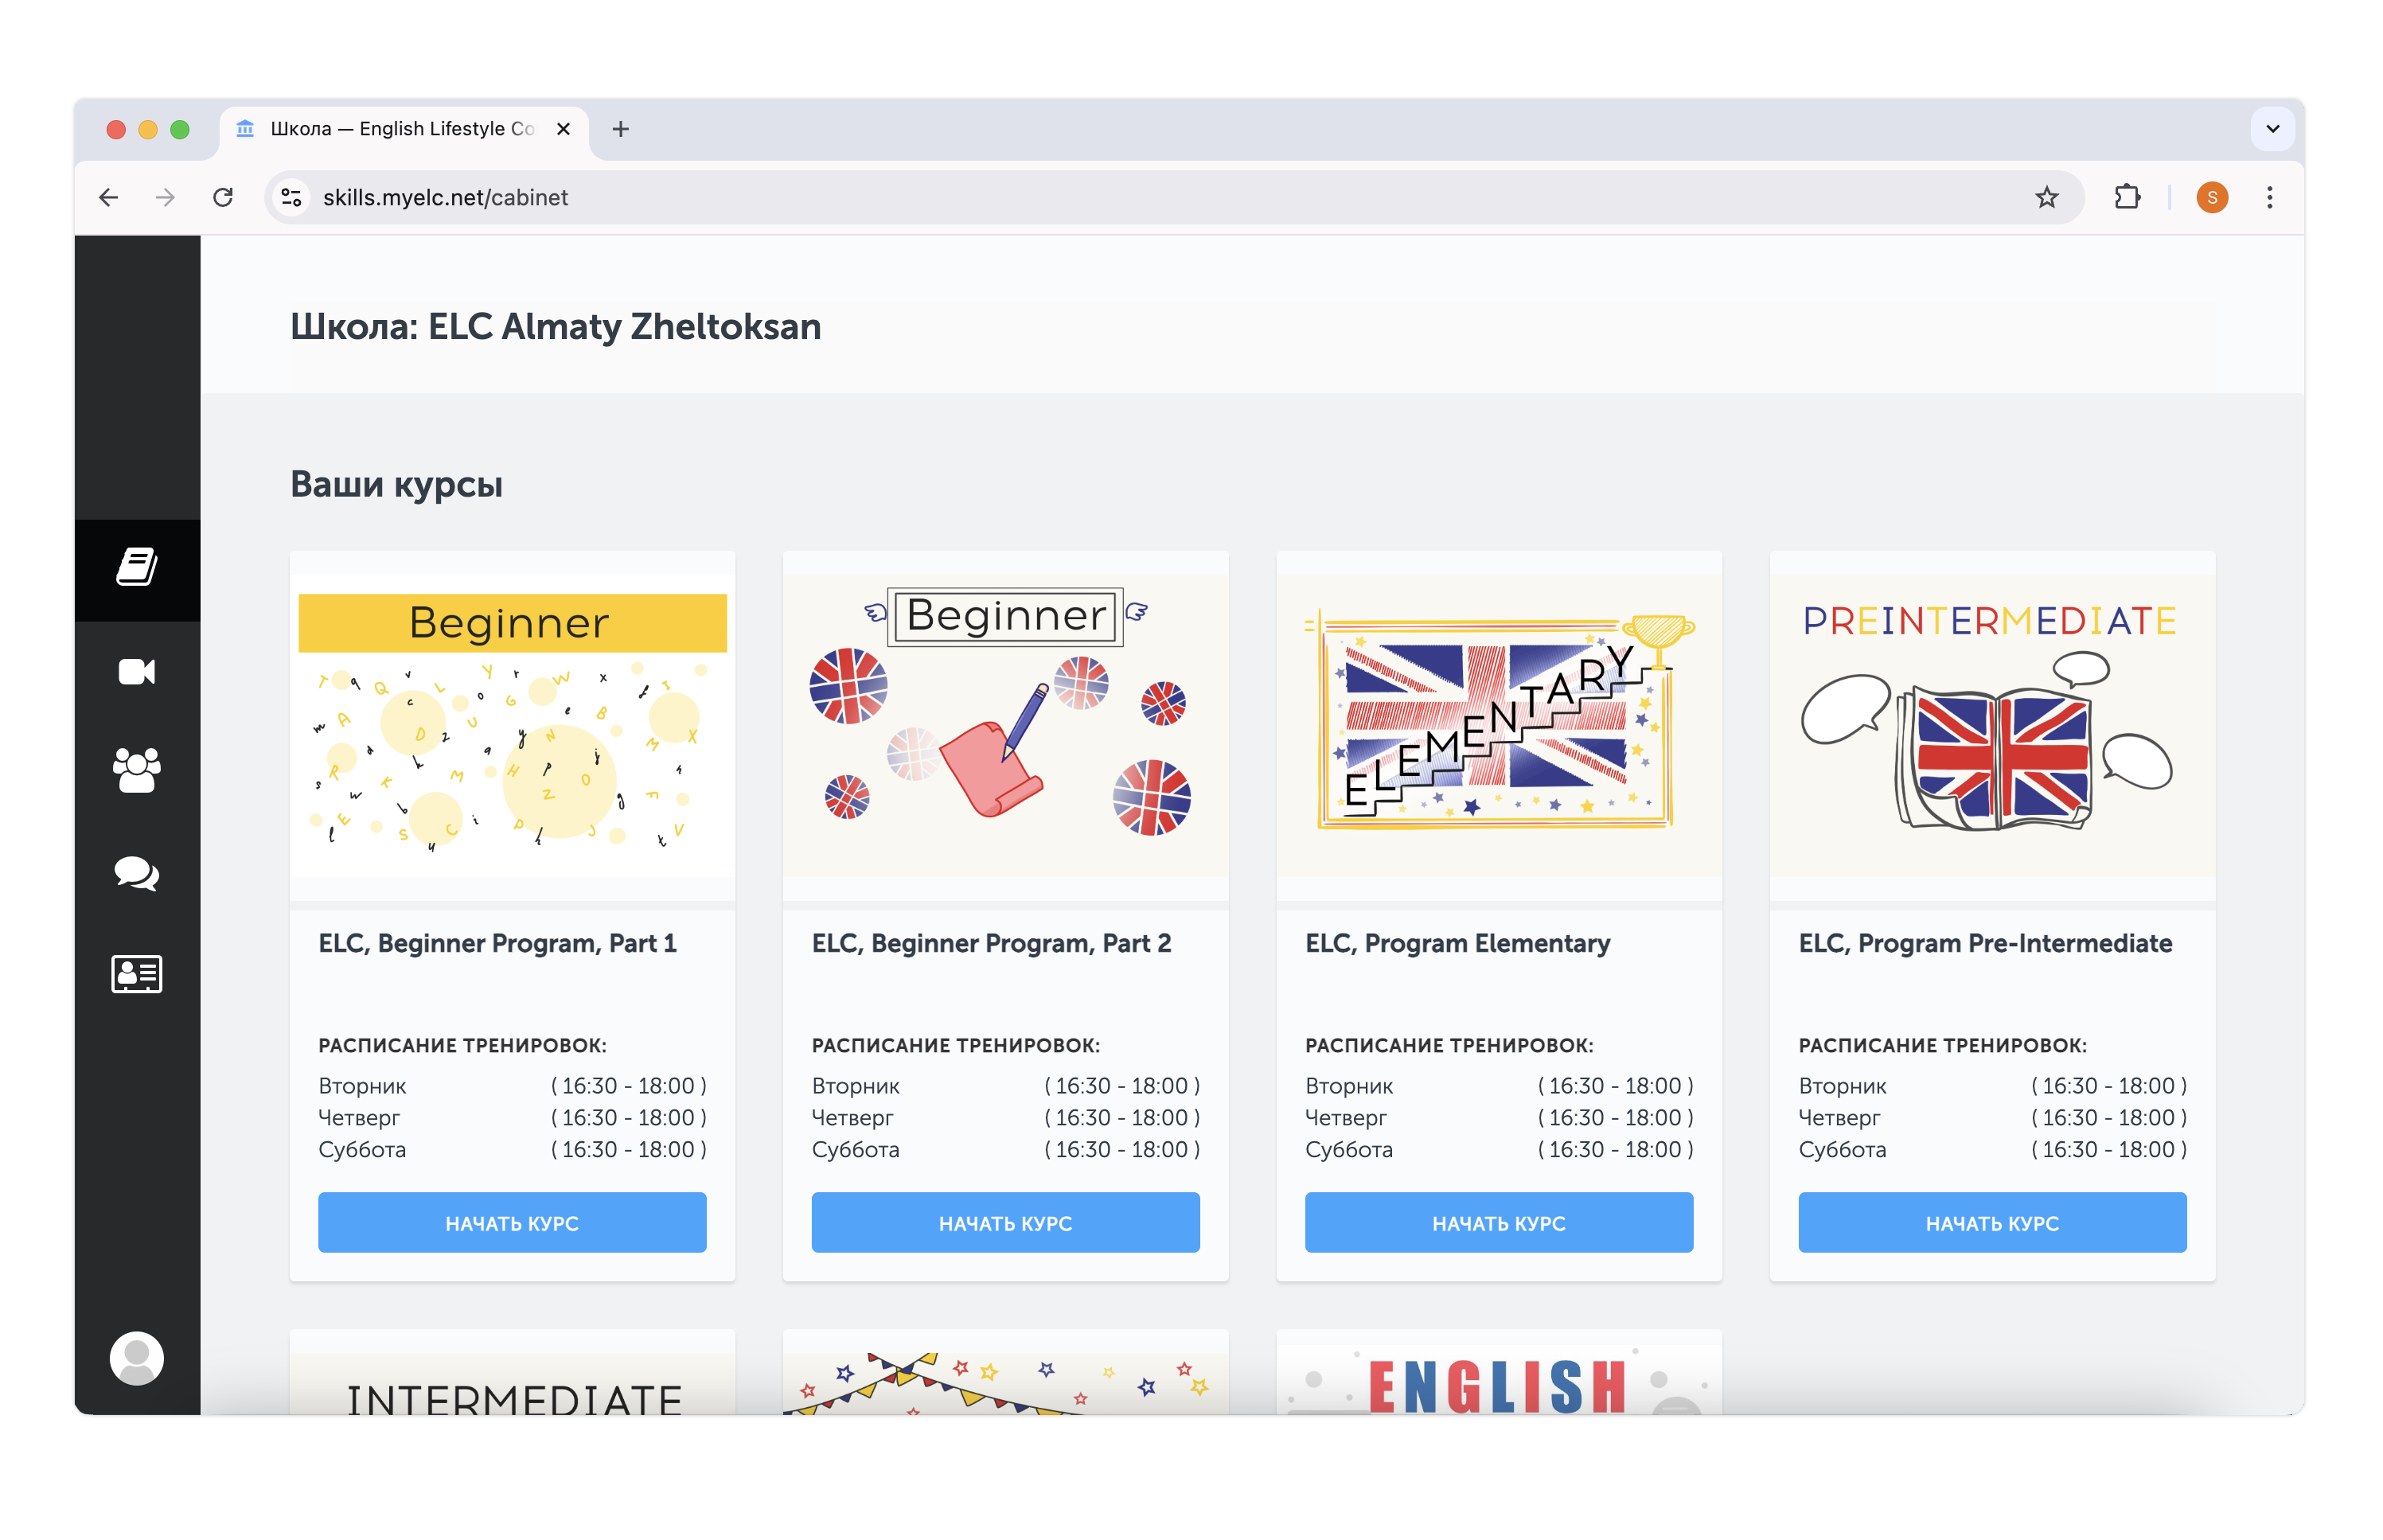 Школа — English Lifestyle Co
skills.myelc.net/cabinet
S
Школа: ELC Almaty Zheltoksan
Ваши курсы
Beginner
Beginner
ELEMENTARY
PREINTERMEDIATE
ELC, Beginner Program, Part 1
ELC, Beginner Program, Part 2
ELC, Program Elementary
ELC, Program Pre-Intermediate
РАСПИСАНИЕ ТРЕНИРОВОК:
Вторник ( 16:30 - 18:00 )
Четверг ( 16:30 - 18:00 )
Суббота ( 16:30 - 18:00 )
НАЧАТЬ КУРС
РАСПИСАНИЕ ТРЕНИРОВОК:
Вторник ( 16:30 - 18:00 )
Четверг ( 16:30 - 18:00 )
Суббота ( 16:30 - 18:00 )
НАЧАТЬ КУРС
РАСПИСАНИЕ ТРЕНИРОВОК:
Вторник ( 16:30 - 18:00 )
Четверг ( 16:30 - 18:00 )
Суббота ( 16:30 - 18:00 )
НАЧАТЬ КУРС
РАСПИСАНИЕ ТРЕНИРОВОК:
Вторник ( 16:30 - 18:00 )
Четверг ( 16:30 - 18:00 )
Суббота ( 16:30 - 18:00 )
НАЧАТЬ КУРС
INTERMEDIATE
ENGLISH